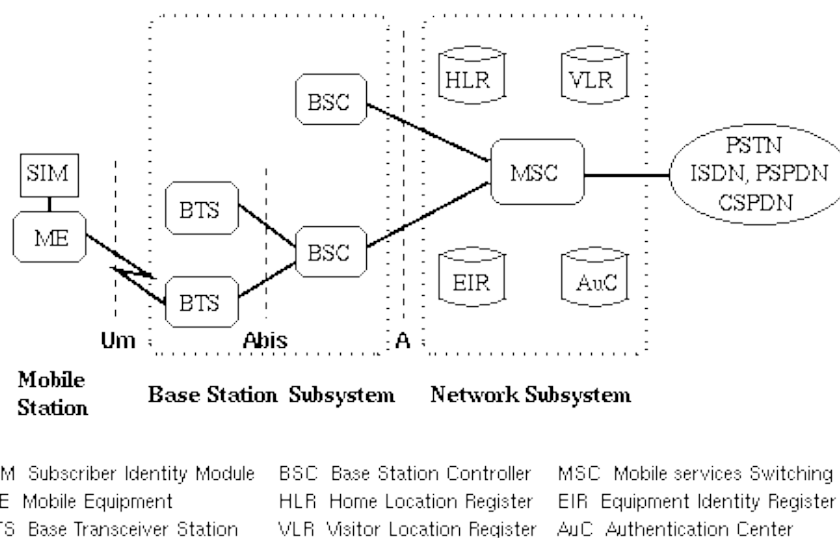 HLR
VLR
BSC
PSTN
ISDN, PSPDN
CSPDN
MSC
SIM
BTS
ME
BSC
EIR
AuC
BTS
Um
Abis
A
Mobile
Station
Base Station Subsystem
Network Subsystem
M Subscriber Identity Module BSC Base Station Controller MSC Mobile services Switching
E Mobile Equipment HLR Home Location Register EIR Equipment Identity Register
TS Base Transceiver Station VLR Visitor Location Register AuC Authentication Center